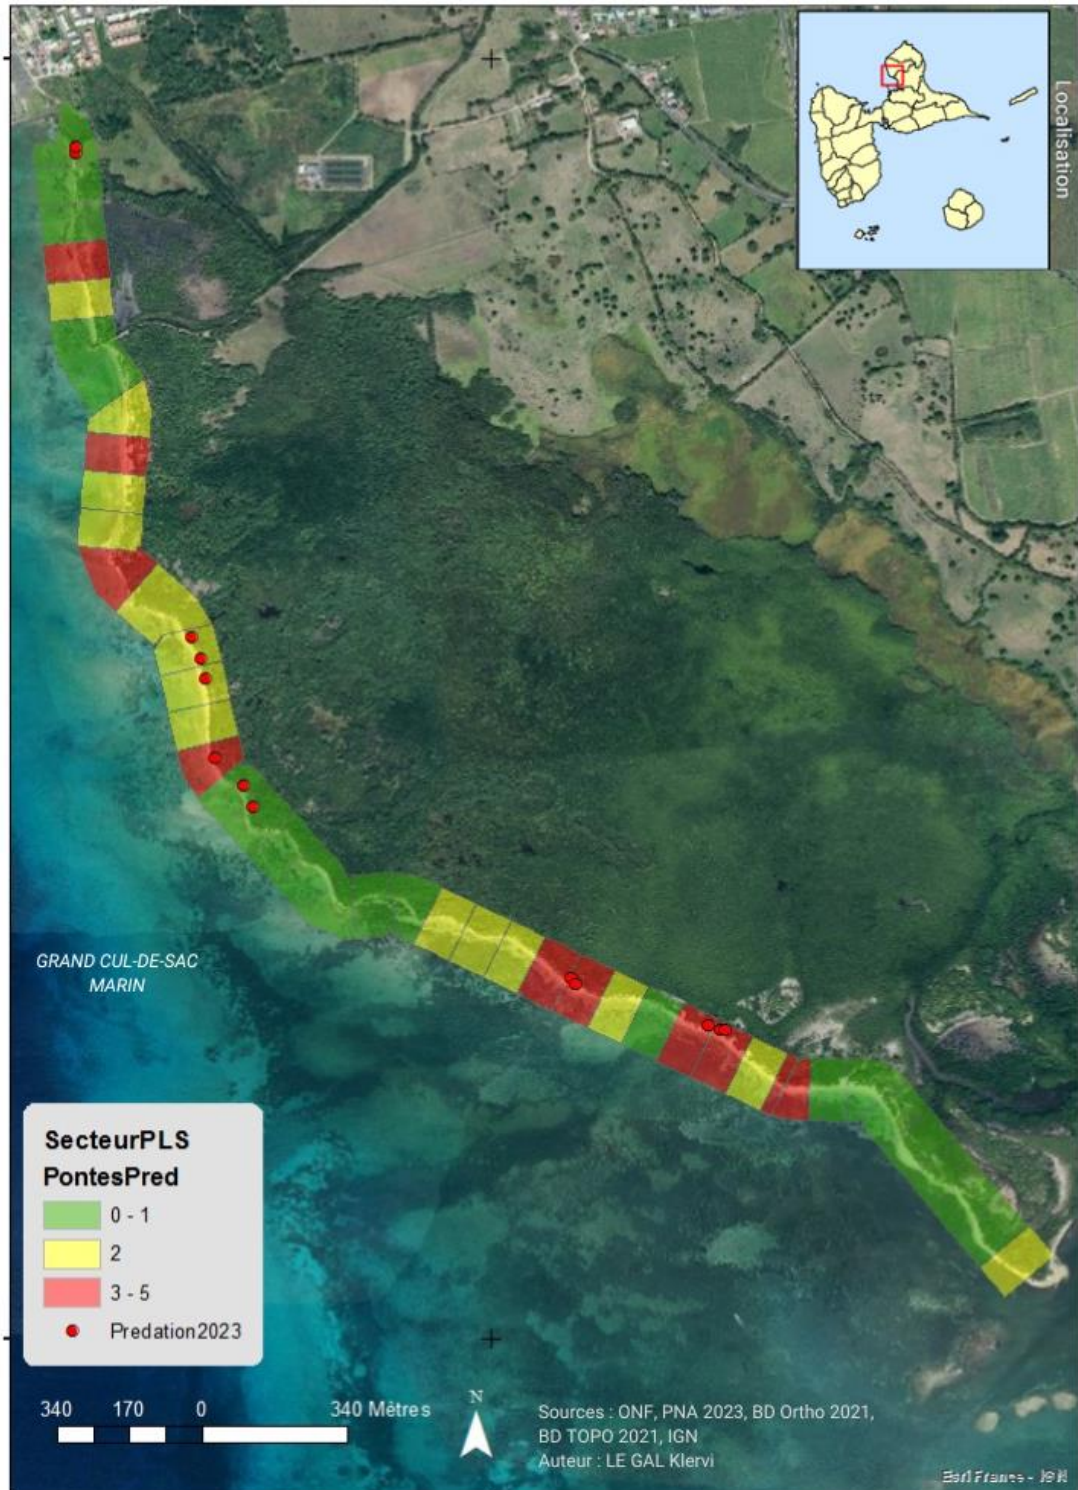 Localisation
GRAND CUL-DE-SAC
MARIN
SecteurPLS
PontesPred
0 - 1
2
3 - 5
Predation2023
340 170 0 340 Mètres
N
Sources : ONF, PNA 2023, BD Ortho 2021,
BD TOPO 2021, IGN
Auteur : LE GAL Klervi
Esri France - IGN